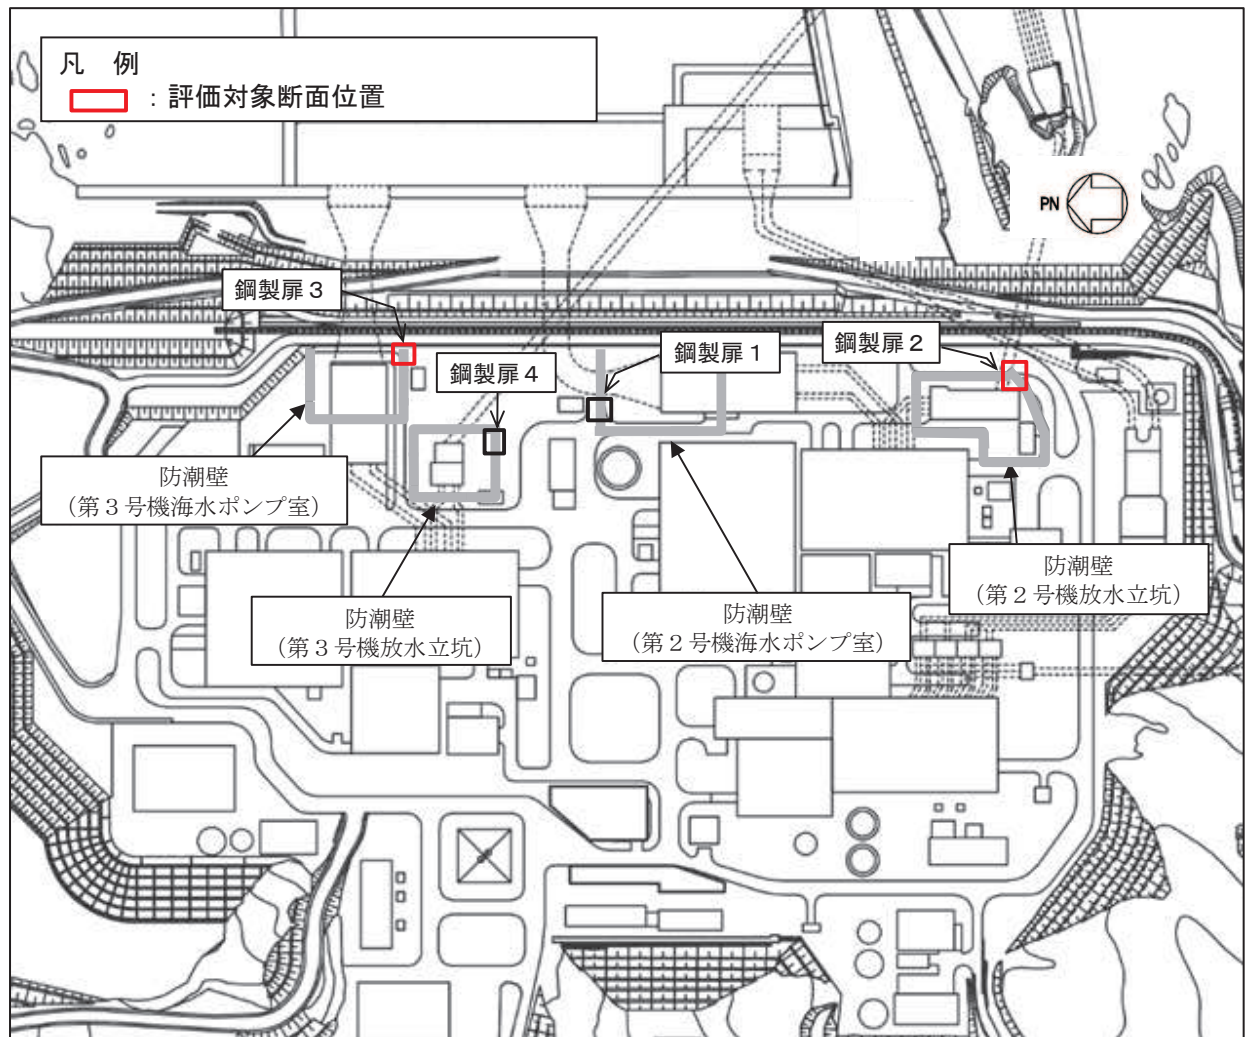 凡 例
：評価対象断面位置
PN
鋼製扉３
鋼製扉４
鋼製扉１
鋼製扉２
防潮壁
（第３号機海水ポンプ室）
防潮壁
（第３号機放水立坑）
防潮壁
（第２号機海水ポンプ室）
防潮壁
（第２号機放水立坑）